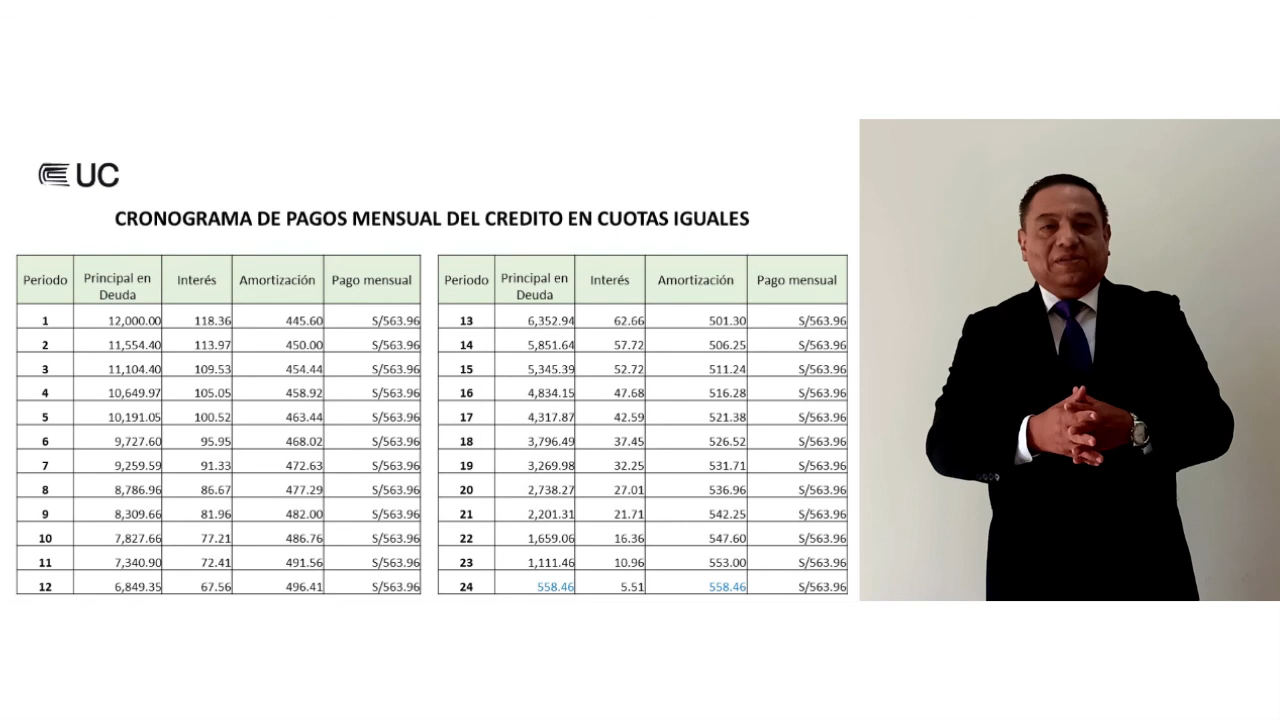 UC
CRONOGRAMA DE PAGOS MENSUAL DEL CREDITO EN CUOTAS IGUALES
Periodo Principal en Deuda Interés Amortización Pago mensual
1 12,000.00 118.36 445.60 S/563.96
2 11,554.40 113.97 450.00 S/563.96
3 11,104.40 109.53 454.44 S/563.96
4 10,649.97 105.05 458.92 S/563.96
5 10,191.05 100.52 463.44 S/563.96
6 9,727.60 95.95 468.02 S/563.96
7 9,259.59 91.33 472.63 S/563.96
8 8,786.96 86.67 477.29 S/563.96
9 8,309.66 81.96 482.00 S/563.96
10 7,827.66 77.21 486.76 S/563.96
11 7,340.90 72.41 491.56 S/563.96
12 6,849.35 67.56 496.41 S/563.96
Periodo Principal en Deuda Interés Amortización Pago mensual
13 6,352.94 62.66 501.30 S/563.96
14 5,851.64 57.72 506.25 S/563.96
15 5,345.39 52.72 511.24 S/563.96
16 4,834.15 47.68 516.28 S/563.96
17 4,317.87 42.59 521.38 S/563.96
18 3,796.49 37.45 526.52 S/563.96
19 3,269.98 32.25 531.71 S/563.96
20 2,738.27 27.01 536.96 S/563.96
21 2,201.31 21.71 542.25 S/563.96
22 1,659.06 16.36 547.60 S/563.96
23 1,111.46 10.96 553.00 S/563.96
24 558.46 5.51 558.46 S/563.96